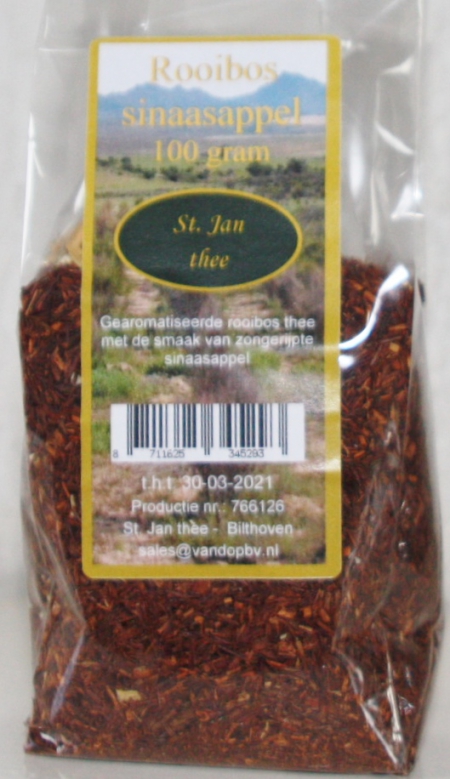 Rooibos
sinaasappel
100 gram
St. Jan
thee
Gearomatiseerde rooibos thee
met de smaak van zongerijpte
sinaasappel
8 711625 345293
t.h.t. 30-03-2021
Productie nr.: 766126
St. Jan thee - Bilthoven
sales@vandopbv.nl